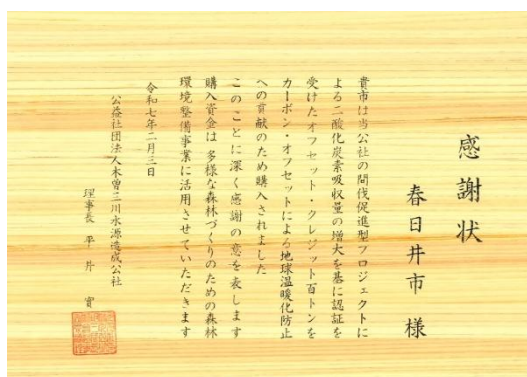 感謝状
春日井市 様
貴市は当公社の間伐促進型プロジェクトに
よる二酸化炭素吸収量の増大を基に認証を
受けたオフセット・クレジット百トンを
カーボン・オフセットによる地球温暖化防止
への貢献のため購入されました
このことに深く感謝の意を表します
購入資金は多様な森林づくりのための森林
環境整備事業に活用させていただきます
令和七年二月三日
公益社団法人木曽三川水源造成公社
理事長 平井 實